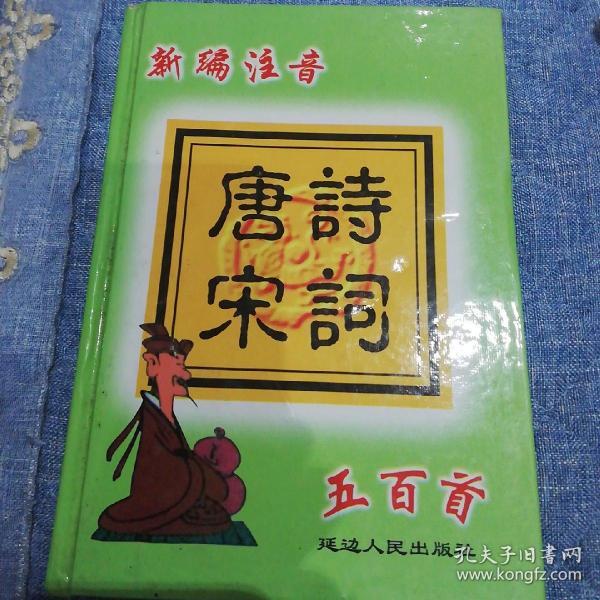 新编注音
唐詩
宋詞
五百首
延边人民出版社
孔夫子旧书网
www.kongfz.com